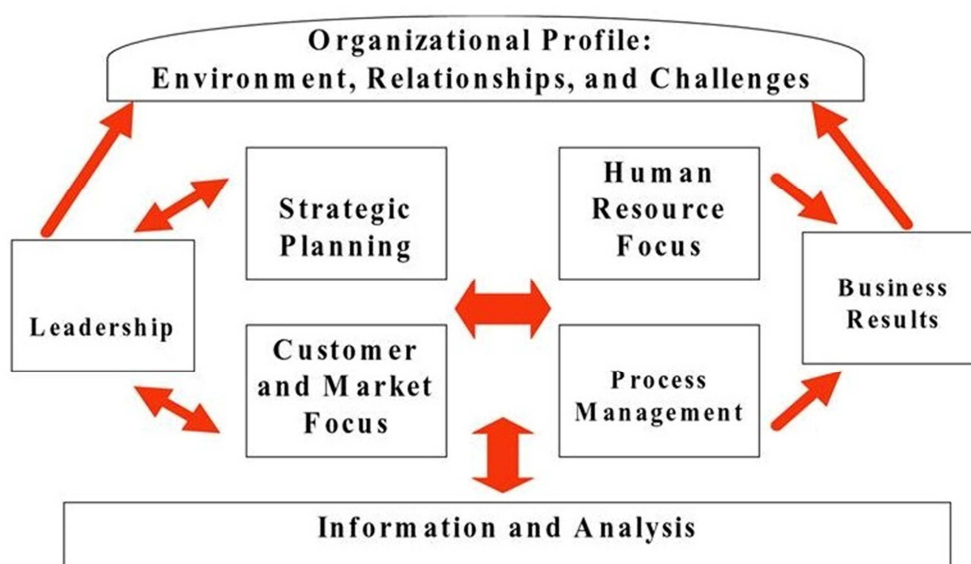 Organizational Profile:
Environment, Relationships, and Challenges
Strategic
Planning
Human
Resource
Focus
Leadership
Business
Results
Customer
and Market
Focus
Process
Management
Information and Analysis